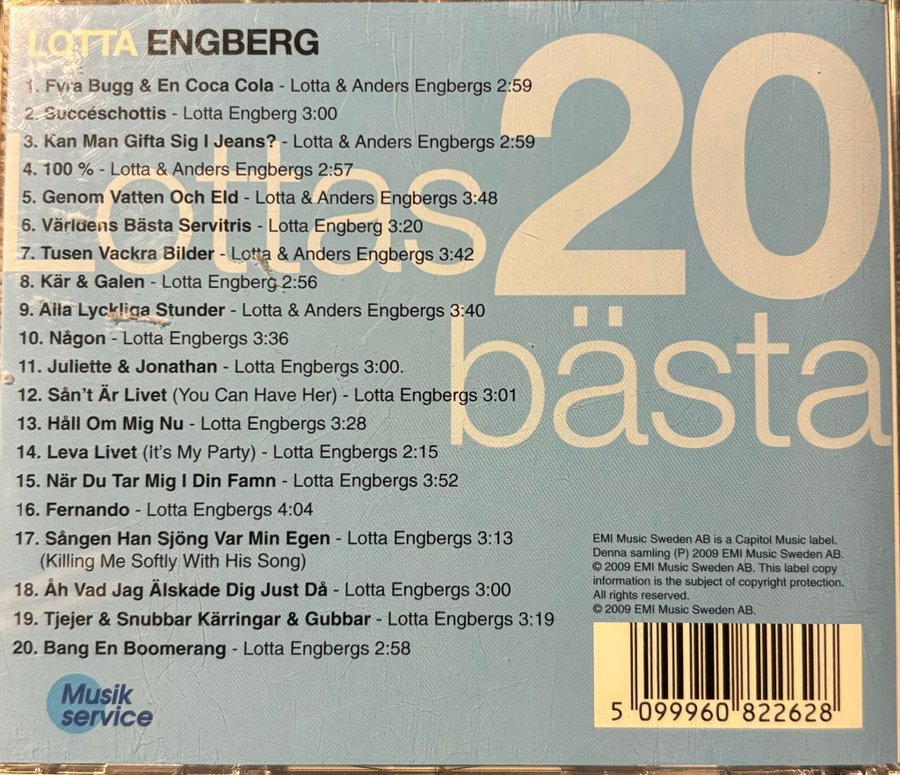 LOTTA ENGBERG
Lottas 20 bästa
1. Fyra Bugg & En Coca Cola - Lotta & Anders Engbergs 2:59
2. Succéschottis - Lotta Engberg 3:00
3. Kan Man Gifta Sig I Jeans? - Lotta & Anders Engbergs 2:59
4. 100 % - Lotta & Anders Engbergs 2:57
5. Genom Vatten Och Eld - Lotta & Anders Engbergs 3:48
6. Världens Bästa Servitris - Lotta Engberg 3:20
7. Tusen Vackra Bilder - Lotta & Anders Engbergs 3:42
8. Kär & Galen - Lotta Engberg 2:56
9. Alla Lyckliga Stunder - Lotta & Anders Engbergs 3:40
10. Någon - Lotta Engbergs 3:36
11. Juliette & Jonathan - Lotta Engbergs 3:00.
12. Sån't Är Livet (You Can Have Her) - Lotta Engbergs 3:01
13. Håll Om Mig Nu - Lotta Engbergs 3:28
14. Leva Livet (it's My Party) - Lotta Engbergs 2:15
15. När Du Tar Mig I Din Famn - Lotta Engbergs 3:52
16. Fernando - Lotta Engbergs 4:04
17. Sången Han Sjöng Var Min Egen - Lotta Engbergs 3:13
(Killing Me Softly With His Song)
18. Åh Vad Jag Älskade Dig Just Då - Lotta Engbergs 3:00
19. Tjejer & Snubbar Kärringar & Gubbar - Lotta Engbergs 3:19
20. Bang En Boomerang - Lotta Engbergs 2:58
EMI Music Sweden AB is a Capitol Music label.
Denna samling (P) 2009 EMI Music Sweden AB.
© 2009 EMI Music Sweden AB. This label copy
information is the subject of copyright protection.
All rights reserved.
© 2009 EMI Music Sweden AB.
Musik
service
5 099960 822628